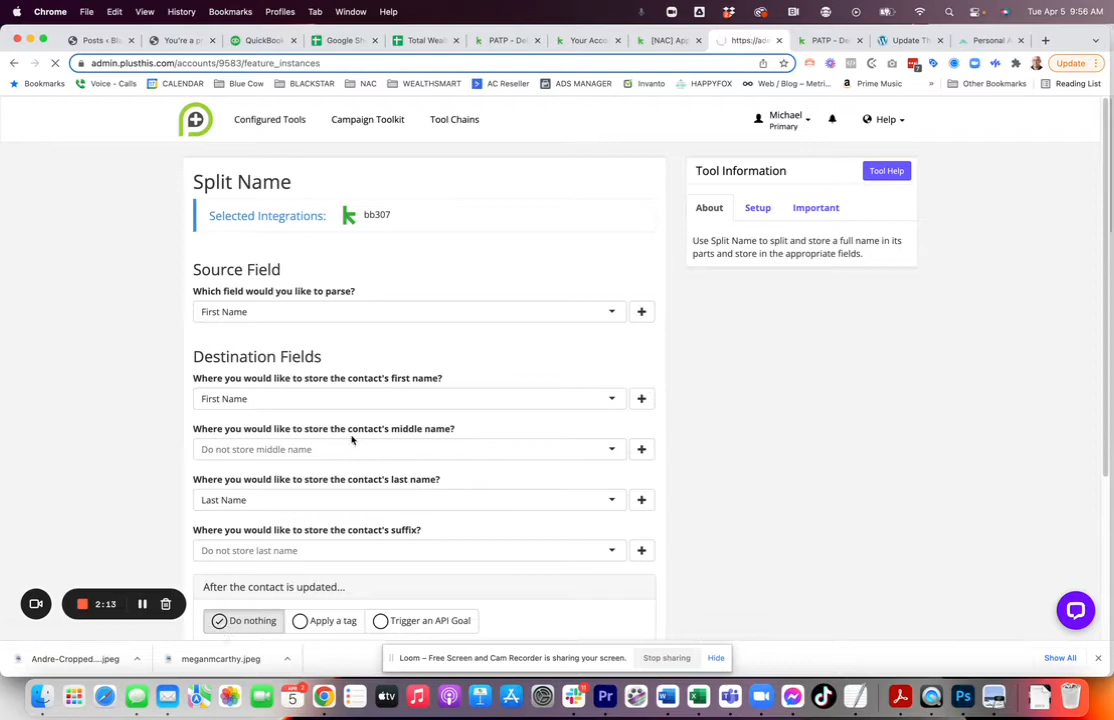 Chrome File Edit View History Bookmarks Profiles Tab Window Help Tue Apr 5 9:56 AM
Posts ‹ Bl You're a p QuickBook Google Sh Total Weal PATP - De Your Acco [NAC] App https://ad PATP - De Update Th Personal A
admin.plusthis.com/accounts/9583/feature_instances Update
Bookmarks Voice - Calls CALENDAR Blue Cow BLACKSTAR NAC WEALTHSMART AC Reseller ADS MANAGER Invanto HAPPYFOX Web / Blog – Metri... Prime Music » Other Bookmarks Reading List
Configured Tools Campaign Toolkit Tool Chains Michael Help
Primary
Split Name
Selected Integrations: bb307
Source Field
Which field would you like to parse?
First Name
Destination Fields
Where you would like to store the contact's first name?
First Name
Where you would like to store the contact's middle name?
Do not store middle name
Where you would like to store the contact's last name?
Last Name
Where you would like to store the contact's suffix?
Do not store last name
After the contact is updated...
Do nothing Apply a tag Trigger an API Goal
Tool Information Tool Help
About Setup Important
Use Split Name to split and store a full name in its
parts and store in the appropriate fields.
2:13
Andre-Cropped....jpeg meganmcarthy.jpeg Loom – Free Screen and Cam Recorder is sharing your screen. Stop sharing Hide Show All